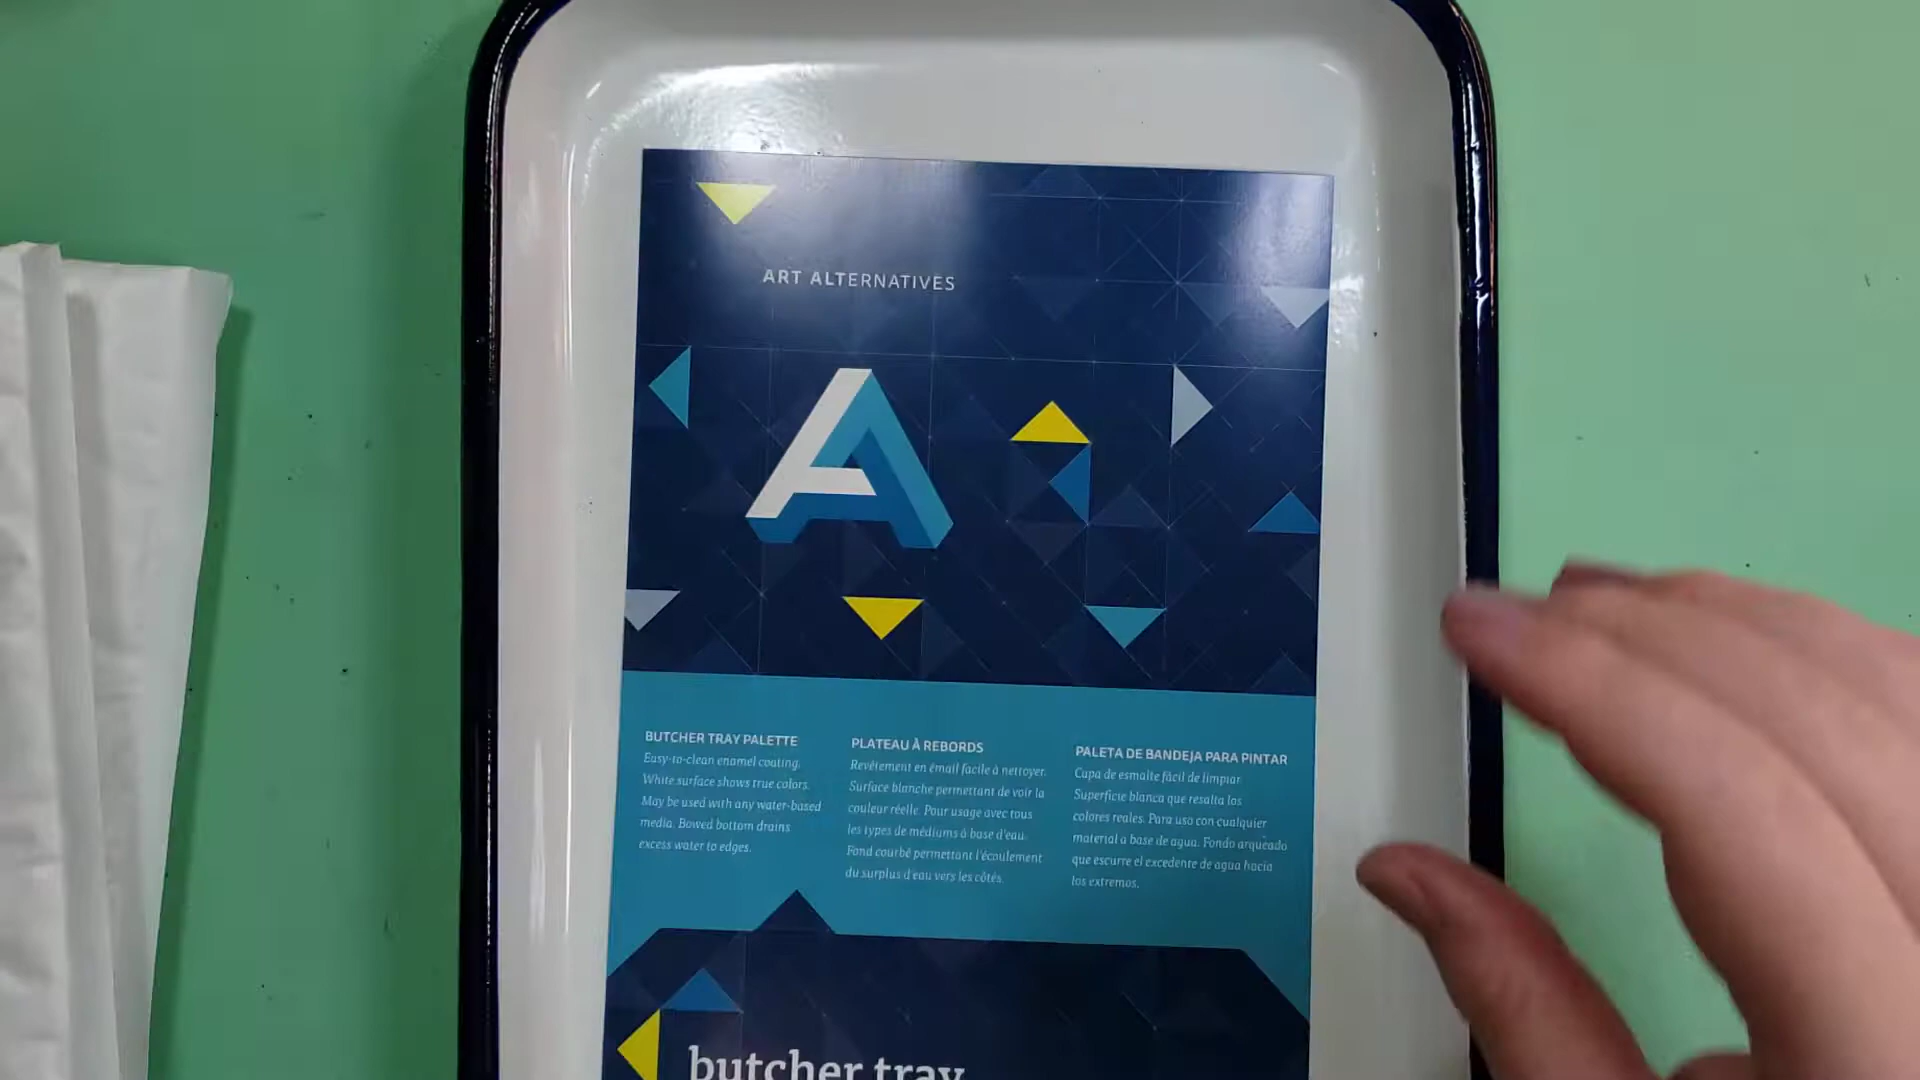 ART ALTERNATIVES
A
BUTCHER TRAY PALETTE
Easy-to-clean enamel coating.
White surface shows true colors.
May be used with any water-based
media. Bowed bottom drains
excess water to edges.
PLATEAU À REBORDS
Revêtement en émail facile à nettoyer.
Surface blanche permettant de voir la
couleur réelle. Pour usage avec tous
les types de médiums à base d'eau.
Fond courbé permettant l'écoulement
du surplus d'eau vers les côtés.
PALETA DE BANDEJA PARA PINTAR
Capa de esmalte fácil de limpiar.
Superficie blanca que resalta los
colores reales. Para uso con cualquier
material a base de agua. Fondo arqueado
que escurre el excedente de agua hacia
los extremos.
butcher tray